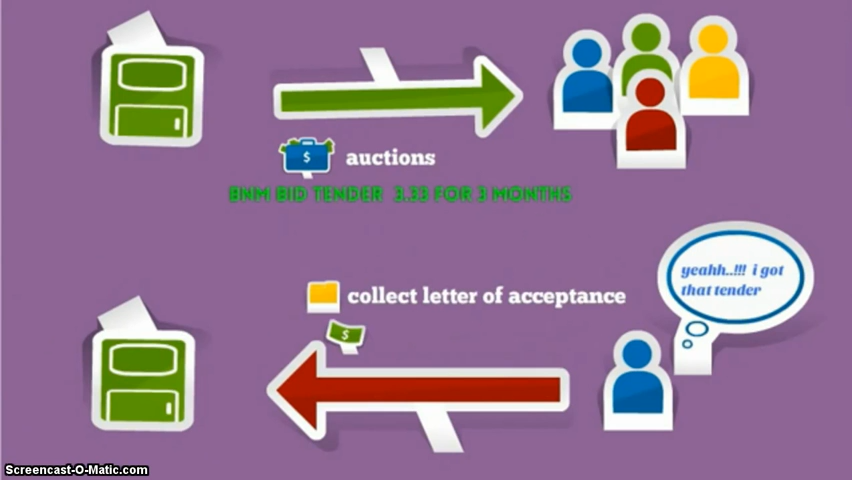 $ auctions
BNM BID TENDER 3.33 FOR 3 MONTHS
yeahh..!!! i got
that tender
collect letter of acceptance
$
Screencast-O-Matic.com